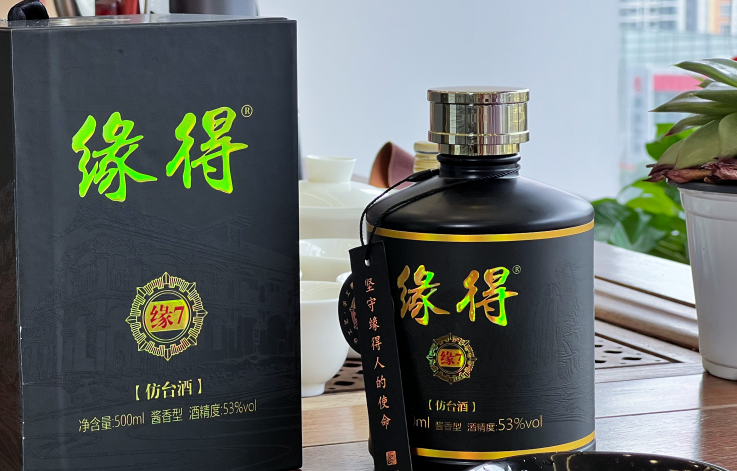 缘得®
缘7
【仿台酒】
净含量:500ml 酱香型 酒精度:53%vol
缘得®
缘7
【仿台酒】
ml 酱香型 酒精度:53%vol
坚守缘得人的使命